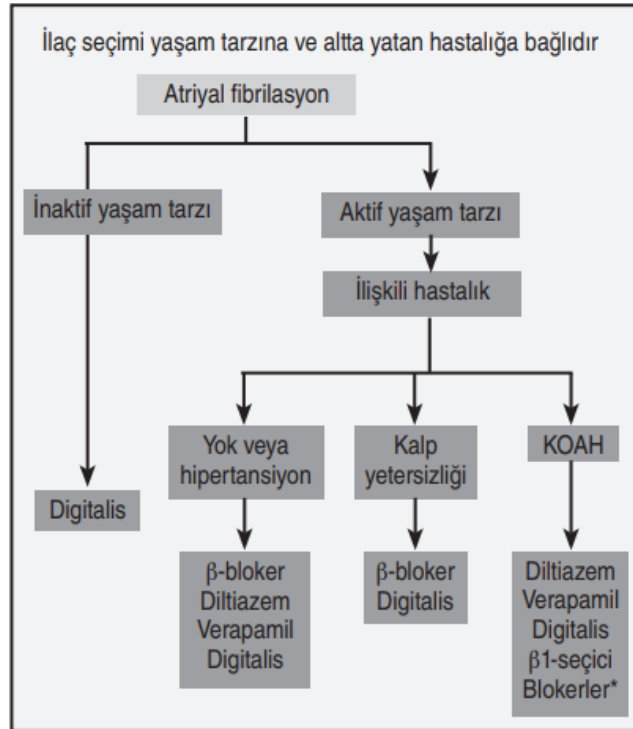 İlaç seçimi yaşam tarzına ve altta yatan hastalığa bağlıdır
Atriyal fibrilasyon
İnaktif yaşam tarzı
Aktif yaşam tarzı
İlişkili hastalık
Yok veya
hipertansiyon
Kalp
yetersizliği
KOAH
Digitalis
β-bloker
Diltiazem
Verapamil
Digitalis
β-bloker
Digitalis
Diltiazem
Verapamil
Digitalis
β1-seçici
Blokerler*